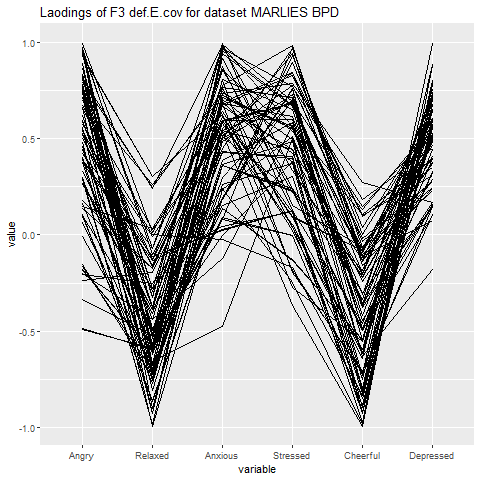 Laodings of F3 def.E.cov for dataset MARLIES BPD
1.0
0.5
0.0
-0.5
-1.0
value
Angry Relaxed Anxious Stressed Cheerful Depressed
variable